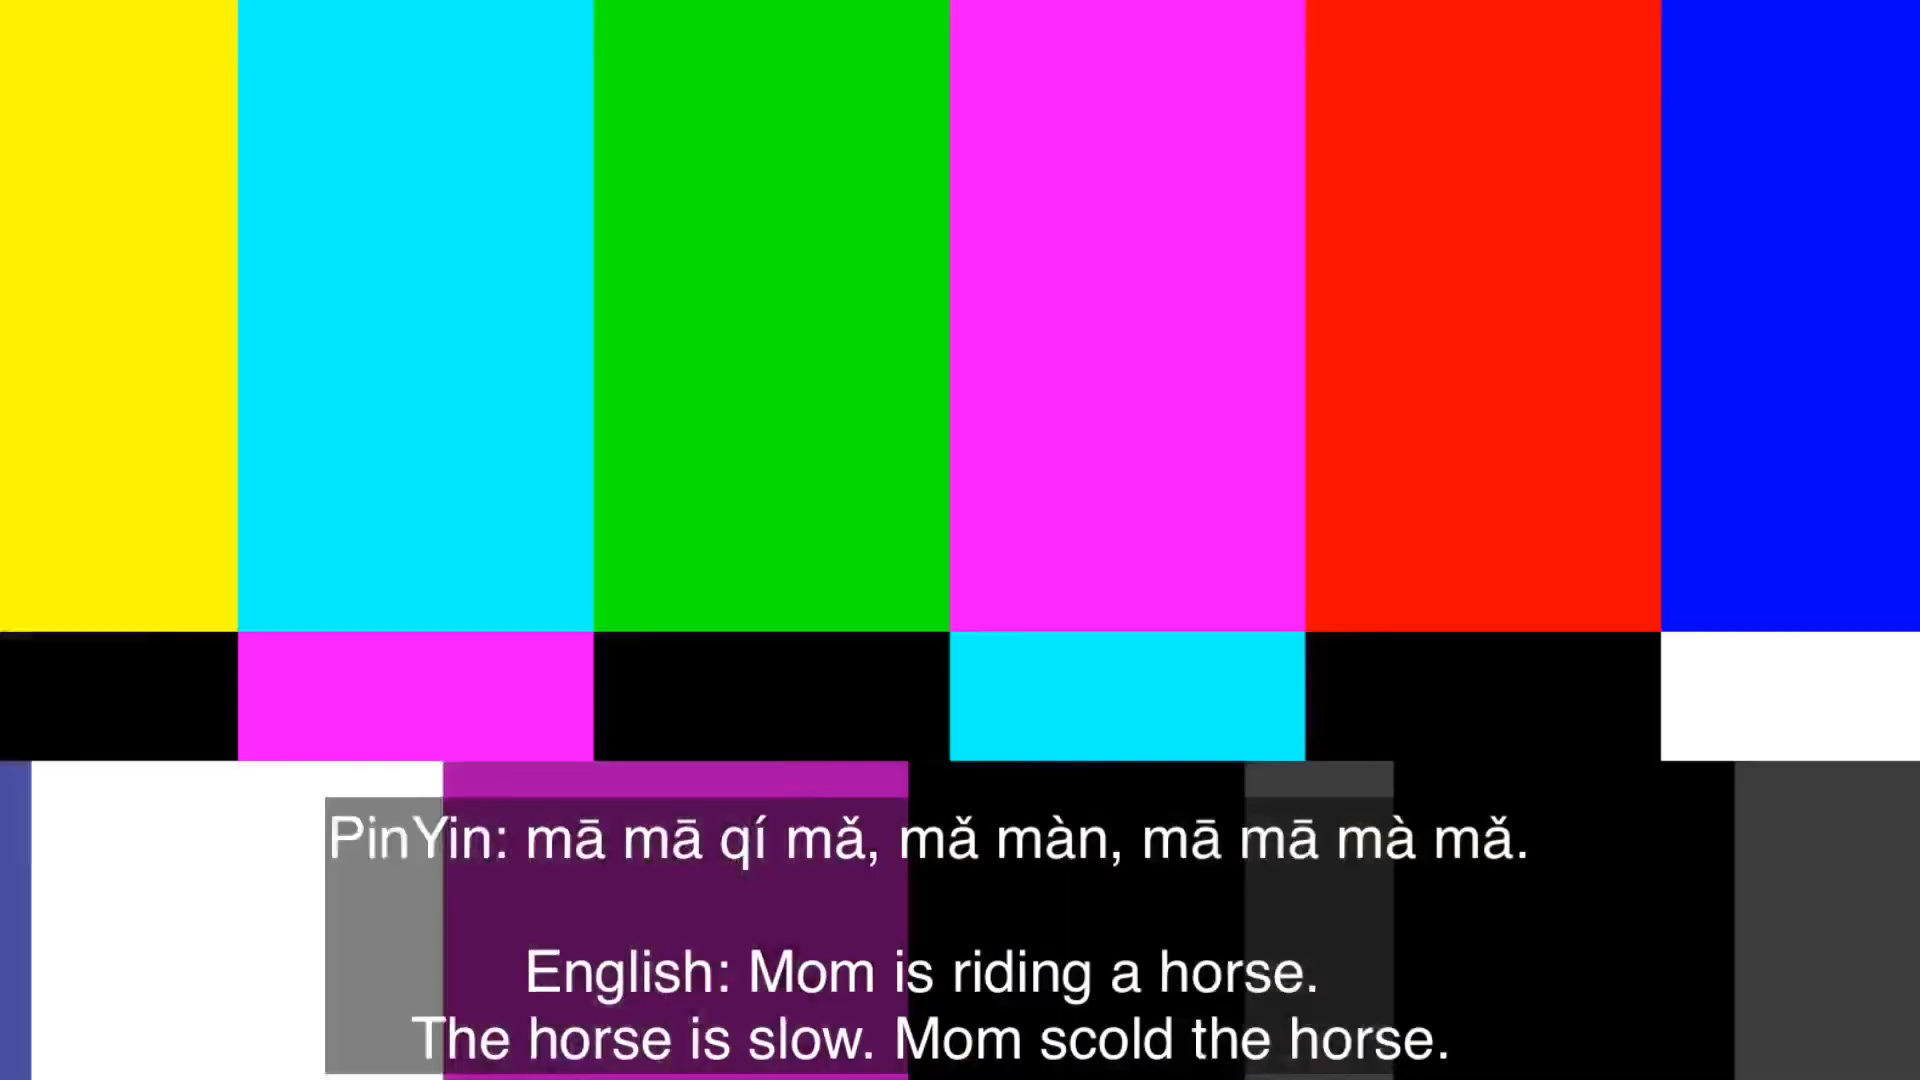 PinYin: mā mā qí mǎ, mǎ màn, mā mā mà mǎ.
English: Mom is riding a horse.
The horse is slow. Mom scold the horse.